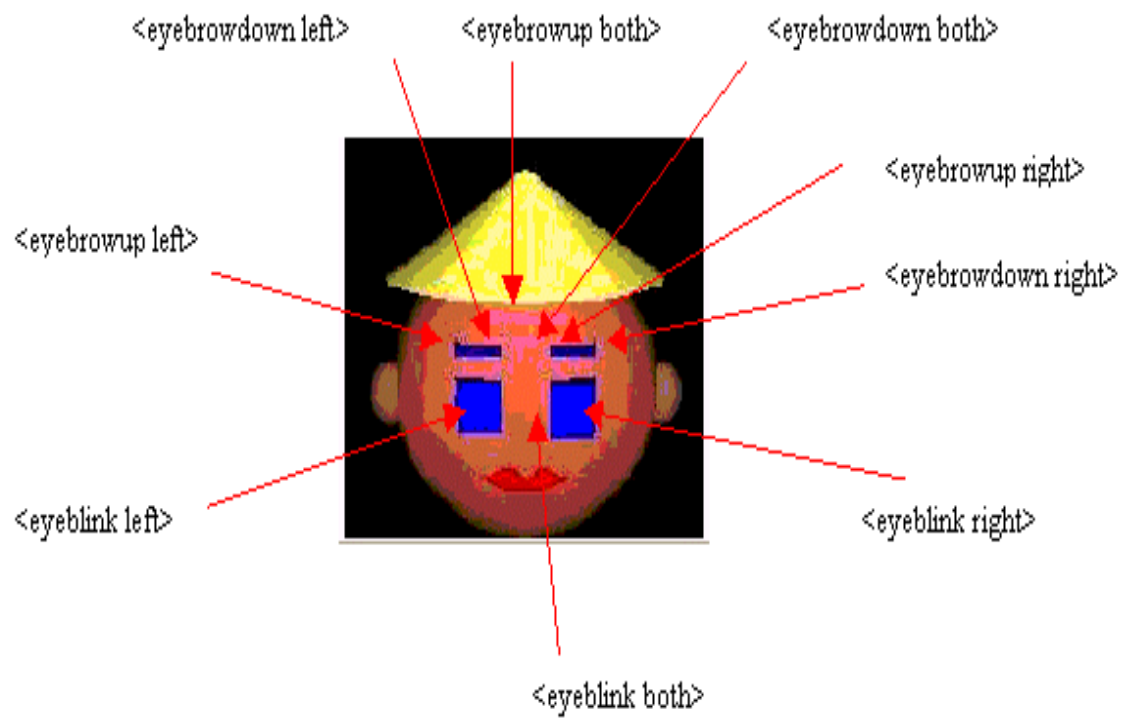 <eyebrowdown left>
<eyebrowup both>
<eyebrowdown both>
<eyebrowup right>
<eyebrowup left>
<eyebrowdown right>
<eyeblink left>
<eyeblink right>
<eyeblink both>